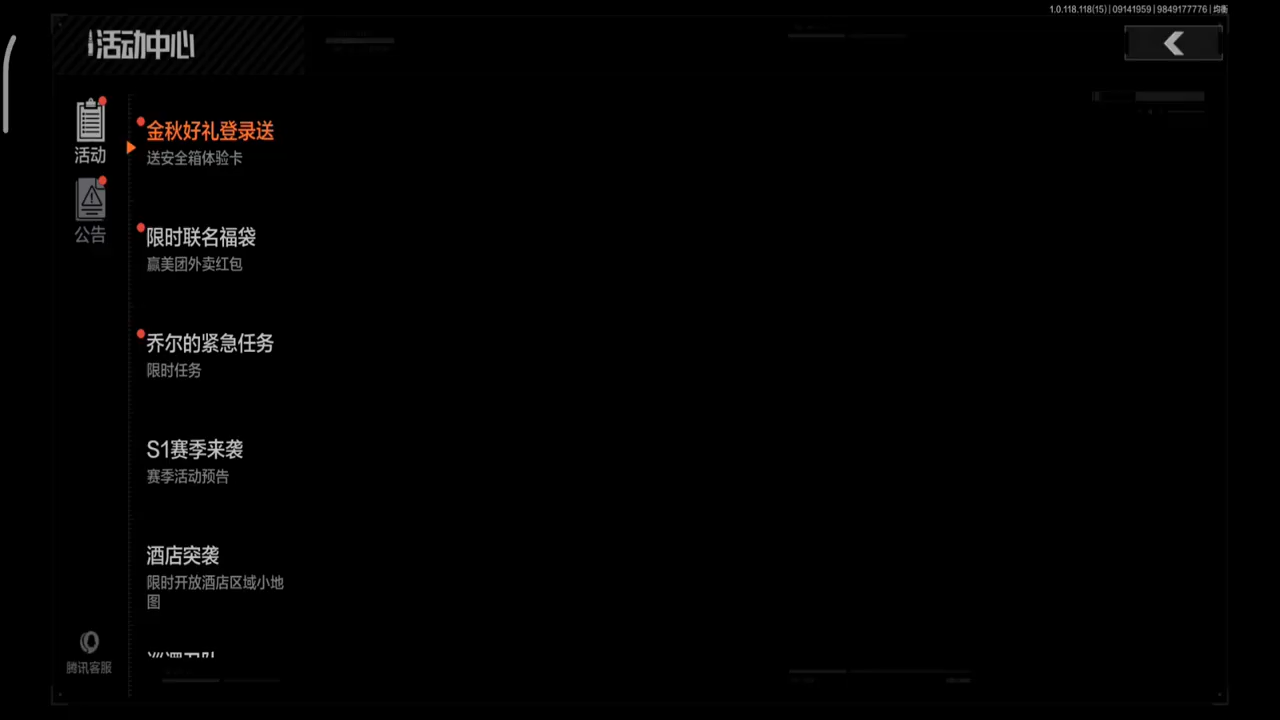 1.0.118.118(15) | 09141959 | 9849177776 | 均衡
活动中心
活动
公告
金秋好礼登录送
送安全箱体验卡
限时联名福袋
赢美团外卖红包
乔尔的紧急任务
限时任务
S1赛季来袭
赛季活动预告
酒店突袭
限时开放酒店区域小地
图
腾讯客服